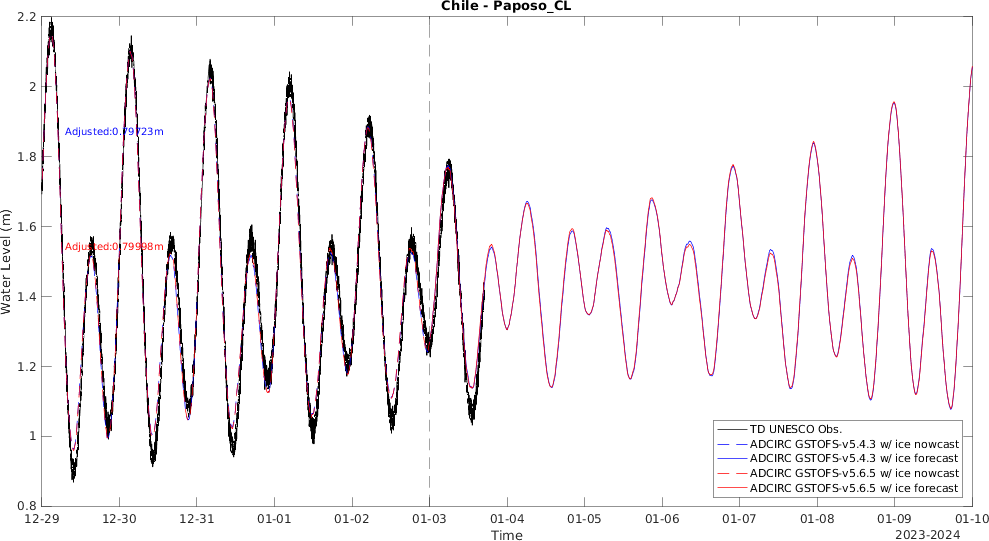 Chile - Paposo_CL
2.2
2
1.8
1.6
1.4
1.2
1
0.8
Water Level (m)
Adjusted:0.79723m
Adjusted:0.79998m
TD UNESCO Obs.
ADCIRC GSTOFS-v5.4.3 w/ ice nowcast
ADCIRC GSTOFS-v5.4.3 w/ ice forecast
ADCIRC GSTOFS-v5.6.5 w/ ice nowcast
ADCIRC GSTOFS-v5.6.5 w/ ice forecast
12-29 12-30 12-31 01-01 01-02 01-03 01-04 01-05 01-06 01-07 01-08 01-09 01-10
Time
2023-2024